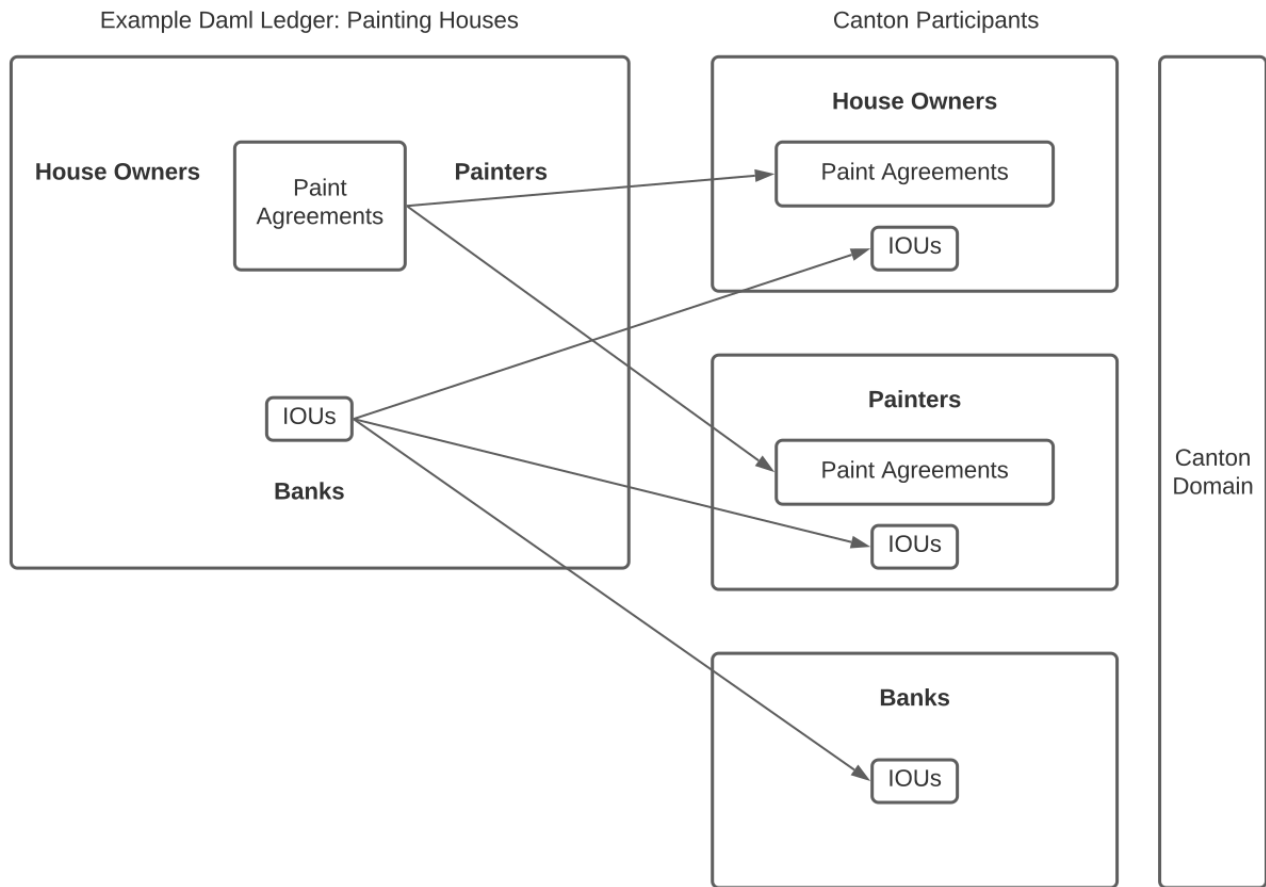 Example Daml Ledger: Painting Houses
House Owners
Paint
Agreements
Painters
IOUs
Banks
Canton Participants
House Owners
Paint Agreements
IOUs
Painters
Paint Agreements
IOUs
Banks
IOUs
Canton
Domain